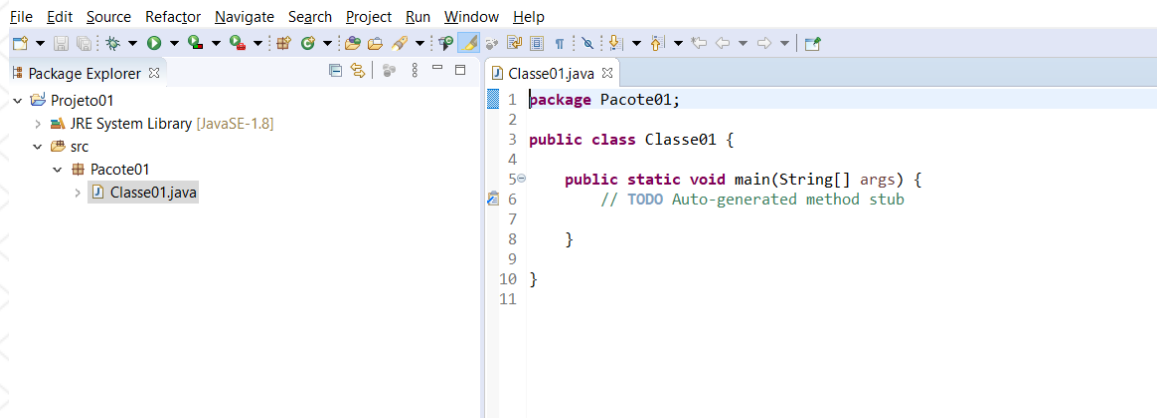 File Edit Source Refactor Navigate Search Project Run Window Help
Package Explorer
Projeto01
JRE System Library [JavaSE-1.8]
src
Pacote01
Classe01.java
Classe01.java
1 package Pacote01;
2
3 public class Classe01 {
4
5 public static void main(String[] args) {
6 // TODO Auto-generated method stub
7
8 }
9
10 }
11